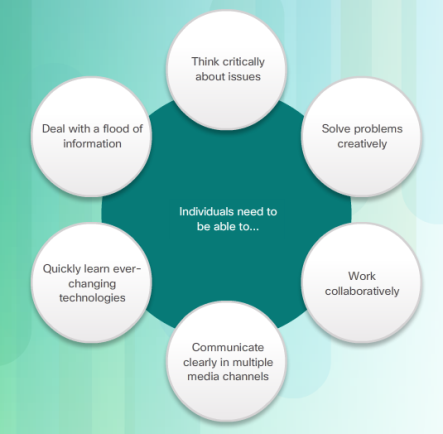 Think critically
about issues
Solve problems
creatively
Work
collaboratively
Communicate
clearly in multiple
media channels
Quickly learn ever-
changing
technologies
Deal with a flood of
information
Individuals need to
be able to...